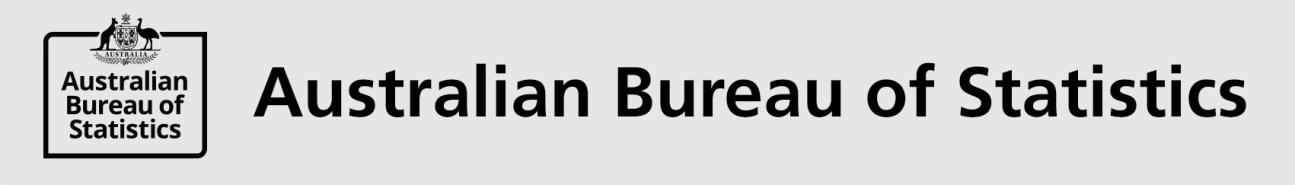 AUSTRALIA
Australian
Bureau of
Statistics
Australian Bureau of Statistics